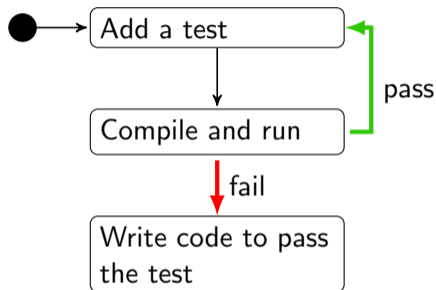 Add a test
pass
Compile and run
fail
Write code to pass
the test